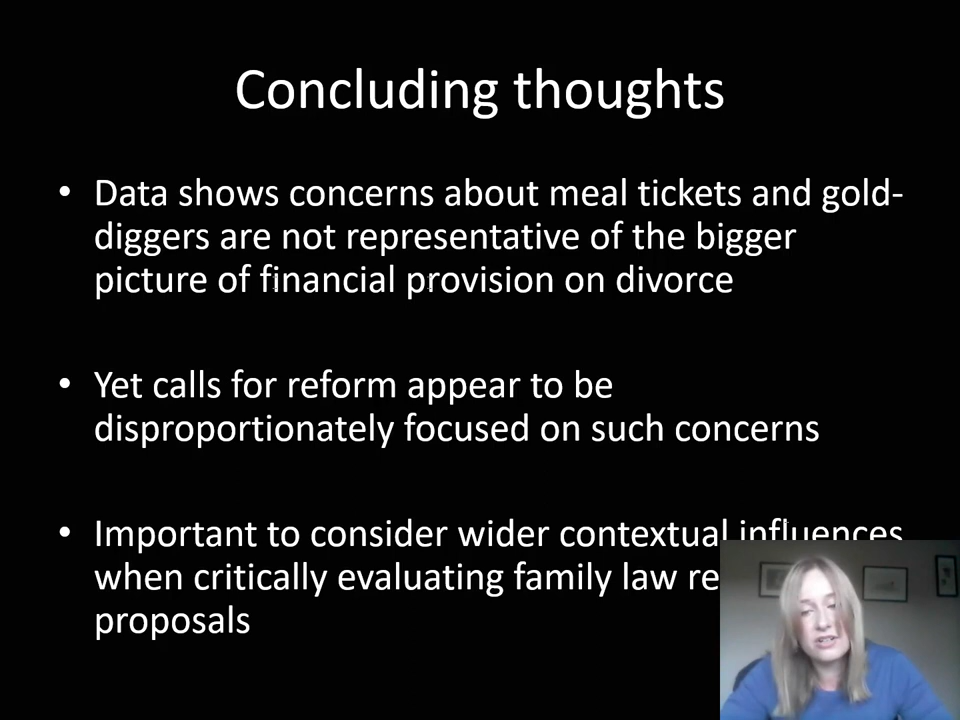 Concluding thoughts
• Data shows concerns about meal tickets and gold-
diggers are not representative of the bigger
picture of financial provision on divorce
• Yet calls for reform appear to be
disproportionately focused on such concerns
• Important to consider wider contextual influences
when critically evaluating family law re
proposals